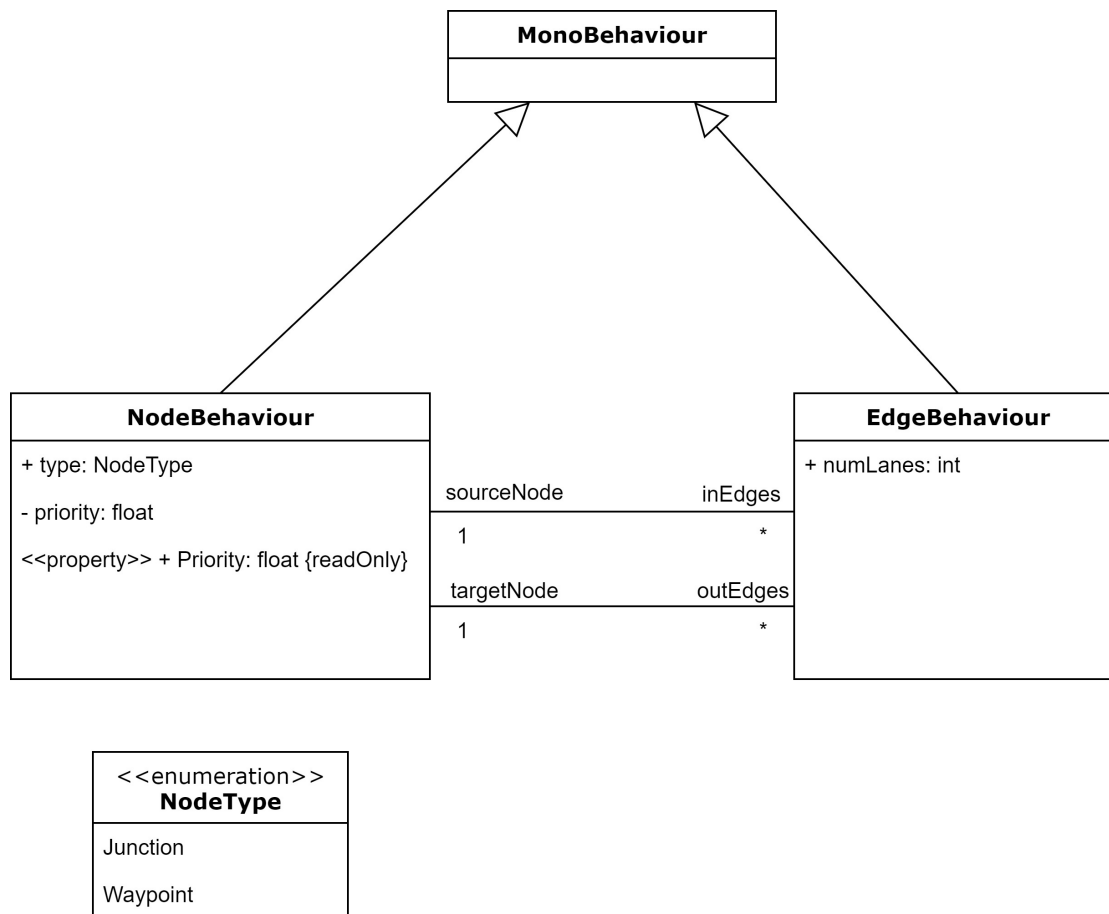 MonoBehaviour
NodeBehaviour
+ type: NodeType
- priority: float
<<property>> + Priority: float {readOnly}
sourceNode
inEdges
1
*
targetNode
outEdges
1
*
EdgeBehaviour
+ numLanes: int
<<enumeration>>
NodeType
Junction
Waypoint